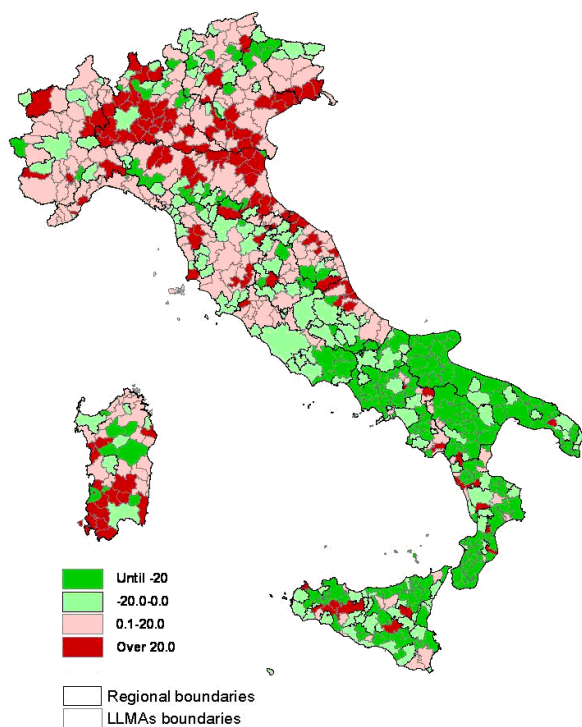 Until -20
-20.0-0.0
0.1-20.0
Over 20.0
Regional boundaries
LLMAs boundaries